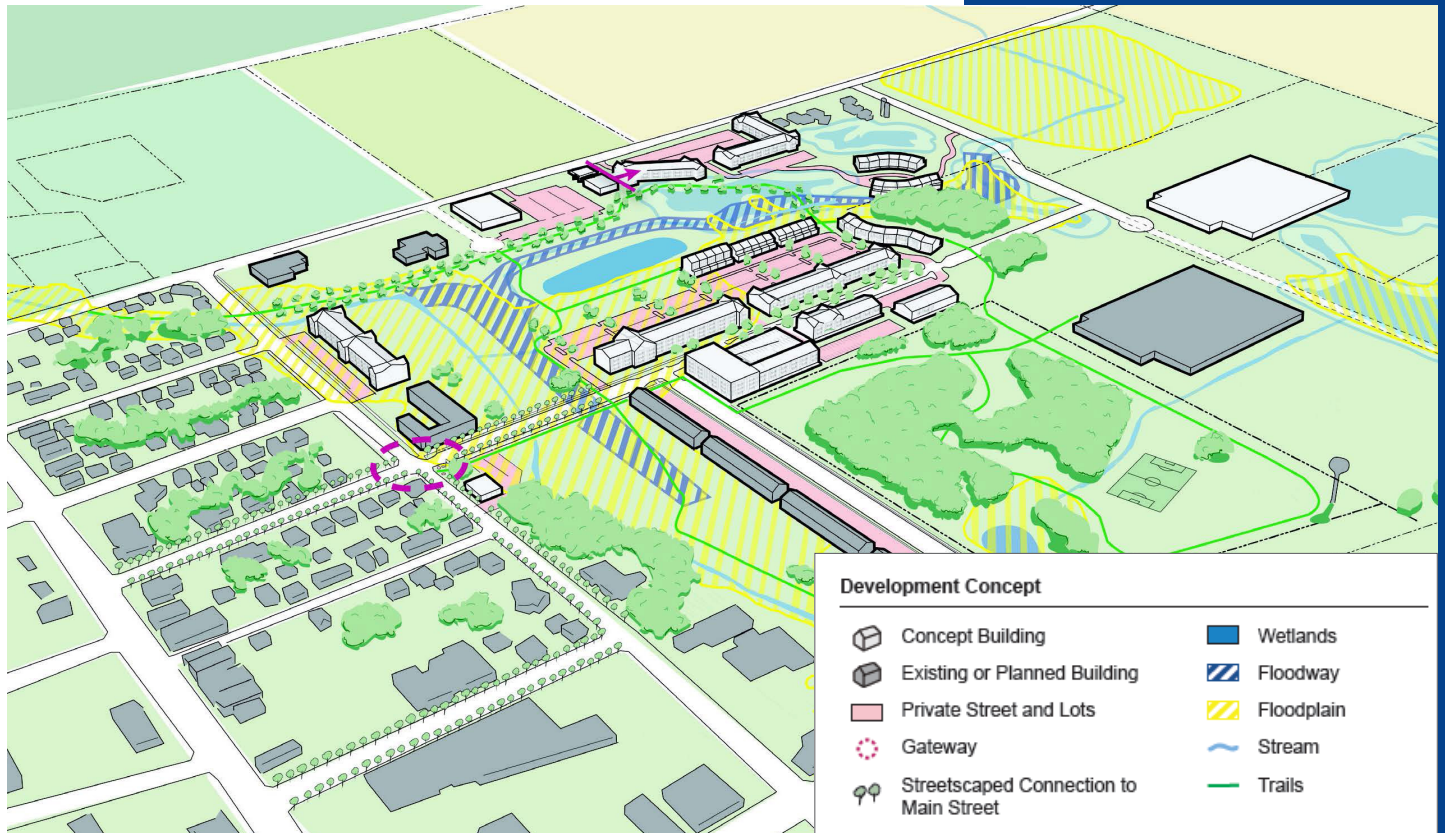 Development Concept
Concept Building
Existing or Planned Building
Private Street and Lots
Gateway
Streetscaped Connection to
Main Street
Wetlands
Floodway
Floodplain
Stream
Trails